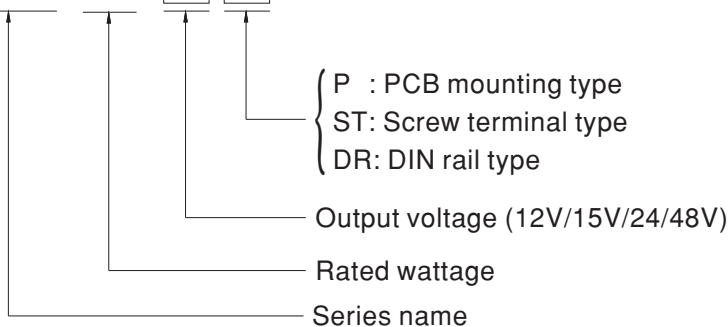 P : PCB mounting type
ST: Screw terminal type
DR: DIN rail type
Output voltage (12V/15V/24/48V)
Rated wattage
Series name